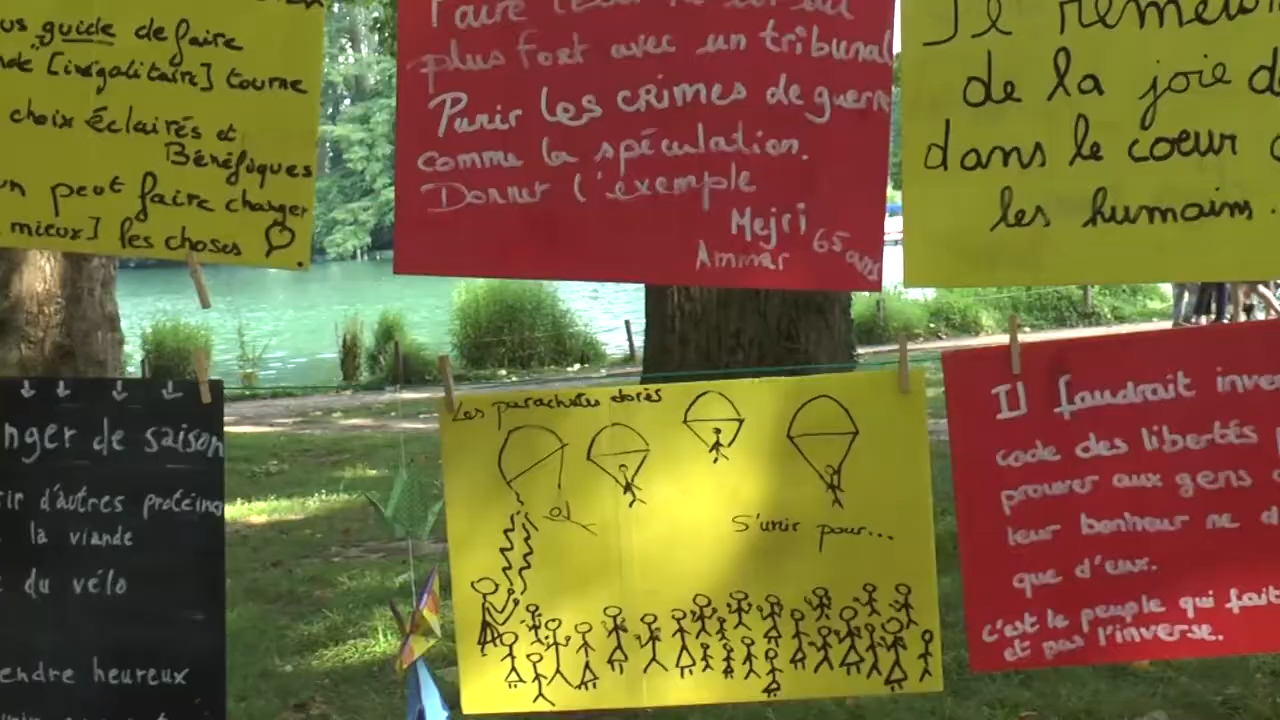 us guide de faire
[inégalitaire] tourne
choix éclairés et
Bénéfiques
peut faire changer
mieux] les choses
Faire
plus fort avec un tribunal
Punir les crimes de guerre
comme la spéculation.
Donner l'exemple
Mejri
Ammar 65 ans
Je
de la joie d
dans le coeur
les humains.
nger de saison
ir d'autres protéine
la viande
du vélo
endre heureux
Les parachutes dorés
S'unir pour...
Il faudrait inver
code des libertés p
prouver aux gens
leur bonheur ne d
que d'eux.
c'est le peuple qui fait
et pas l'inverse.